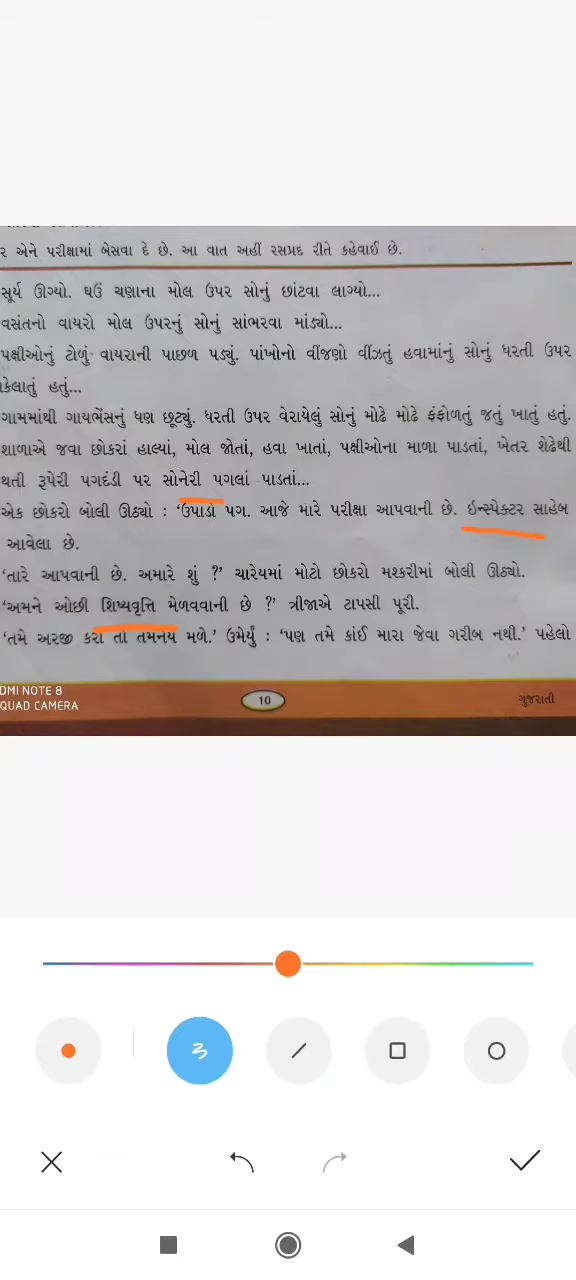 ર એને પરીક્ષામાં બેસવા દે છે. આ વાત અહીં રસપ્રદ રીતે કહેવાઈ છે.
સૂર્ય ઊગ્યો. ઘઉં ચણાના મોલ ઉપર સોનું છાંટવા લાગ્યો...
વસંતનો વાયરો મોલ ઉપરનું સોનું સાંભરવા માંડ્યો...
પક્ષીઓનું ટોળું વાયરાની પાછળ પડ્યું. પાંખોનો વીંજણો વીંઝતું હવામાંનું સોનું ધરતી ઉપર
ફેલાતું હતું...
ગામમાંથી ગાયભેંસનું ધણ છૂટ્યું. ધરતી ઉપર વેરાયેલું સોનું મોઢે મોઢે ફંફોળતું જતું ખાતું હતું.
શાળાએ જવા છોકરાં હાલ્યાં, મોલ જોતાં, હવા ખાતાં, પક્ષીઓના માળા પાડતાં, ખેતર શેઢેથી
થતી રૂપેરી પગદંડી પર સોનેરી પગલાં પાડતાં...
એક છોકરો બોલી ઊઠ્યો : ‘ઉપાડો પગ. આજે મારે પરીક્ષા આપવાની છે. ઇન્સ્પેક્ટર સાહેબ
આવેલા છે.
‘તારે આપવાની છે. અમારે શું ?’ ચારેયમાં મોટો છોકરો મશ્કરીમાં બોલી ઊઠ્યો.
‘અમને ઓછી શિષ્યવૃત્તિ મેળવવાની છે ?’ ત્રીજાએ ટાપસી પૂરી.
‘તમે અરજી કરો તો તમનેય મળે.’ ઉમેર્યું : ‘પણ તમે કાંઈ મારા જેવા ગરીબ નથી.’ પહેલો
DMI NOTE 8
QUAD CAMERA
10
ગુજરાતી